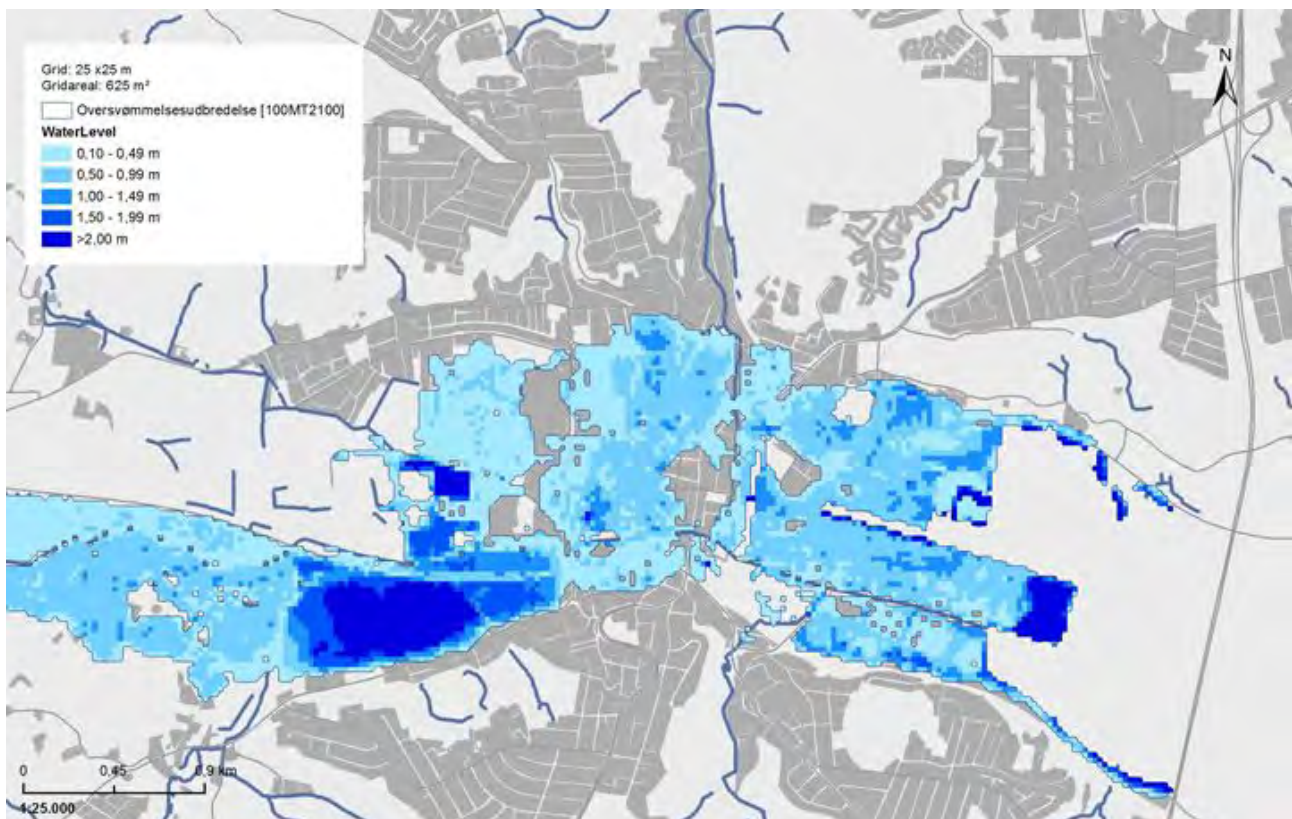 Grid: 25 x25 m
Gridareal: 625 m²
Oversvømmelsesudbredelse [100MT2100]
WaterLevel
0,10 - 0,49 m
0,50 - 0,99 m
1,00 - 1,49 m
1,50 - 1,99 m
>2,00 m
N
0 0,45 0,9 km
1:25.000